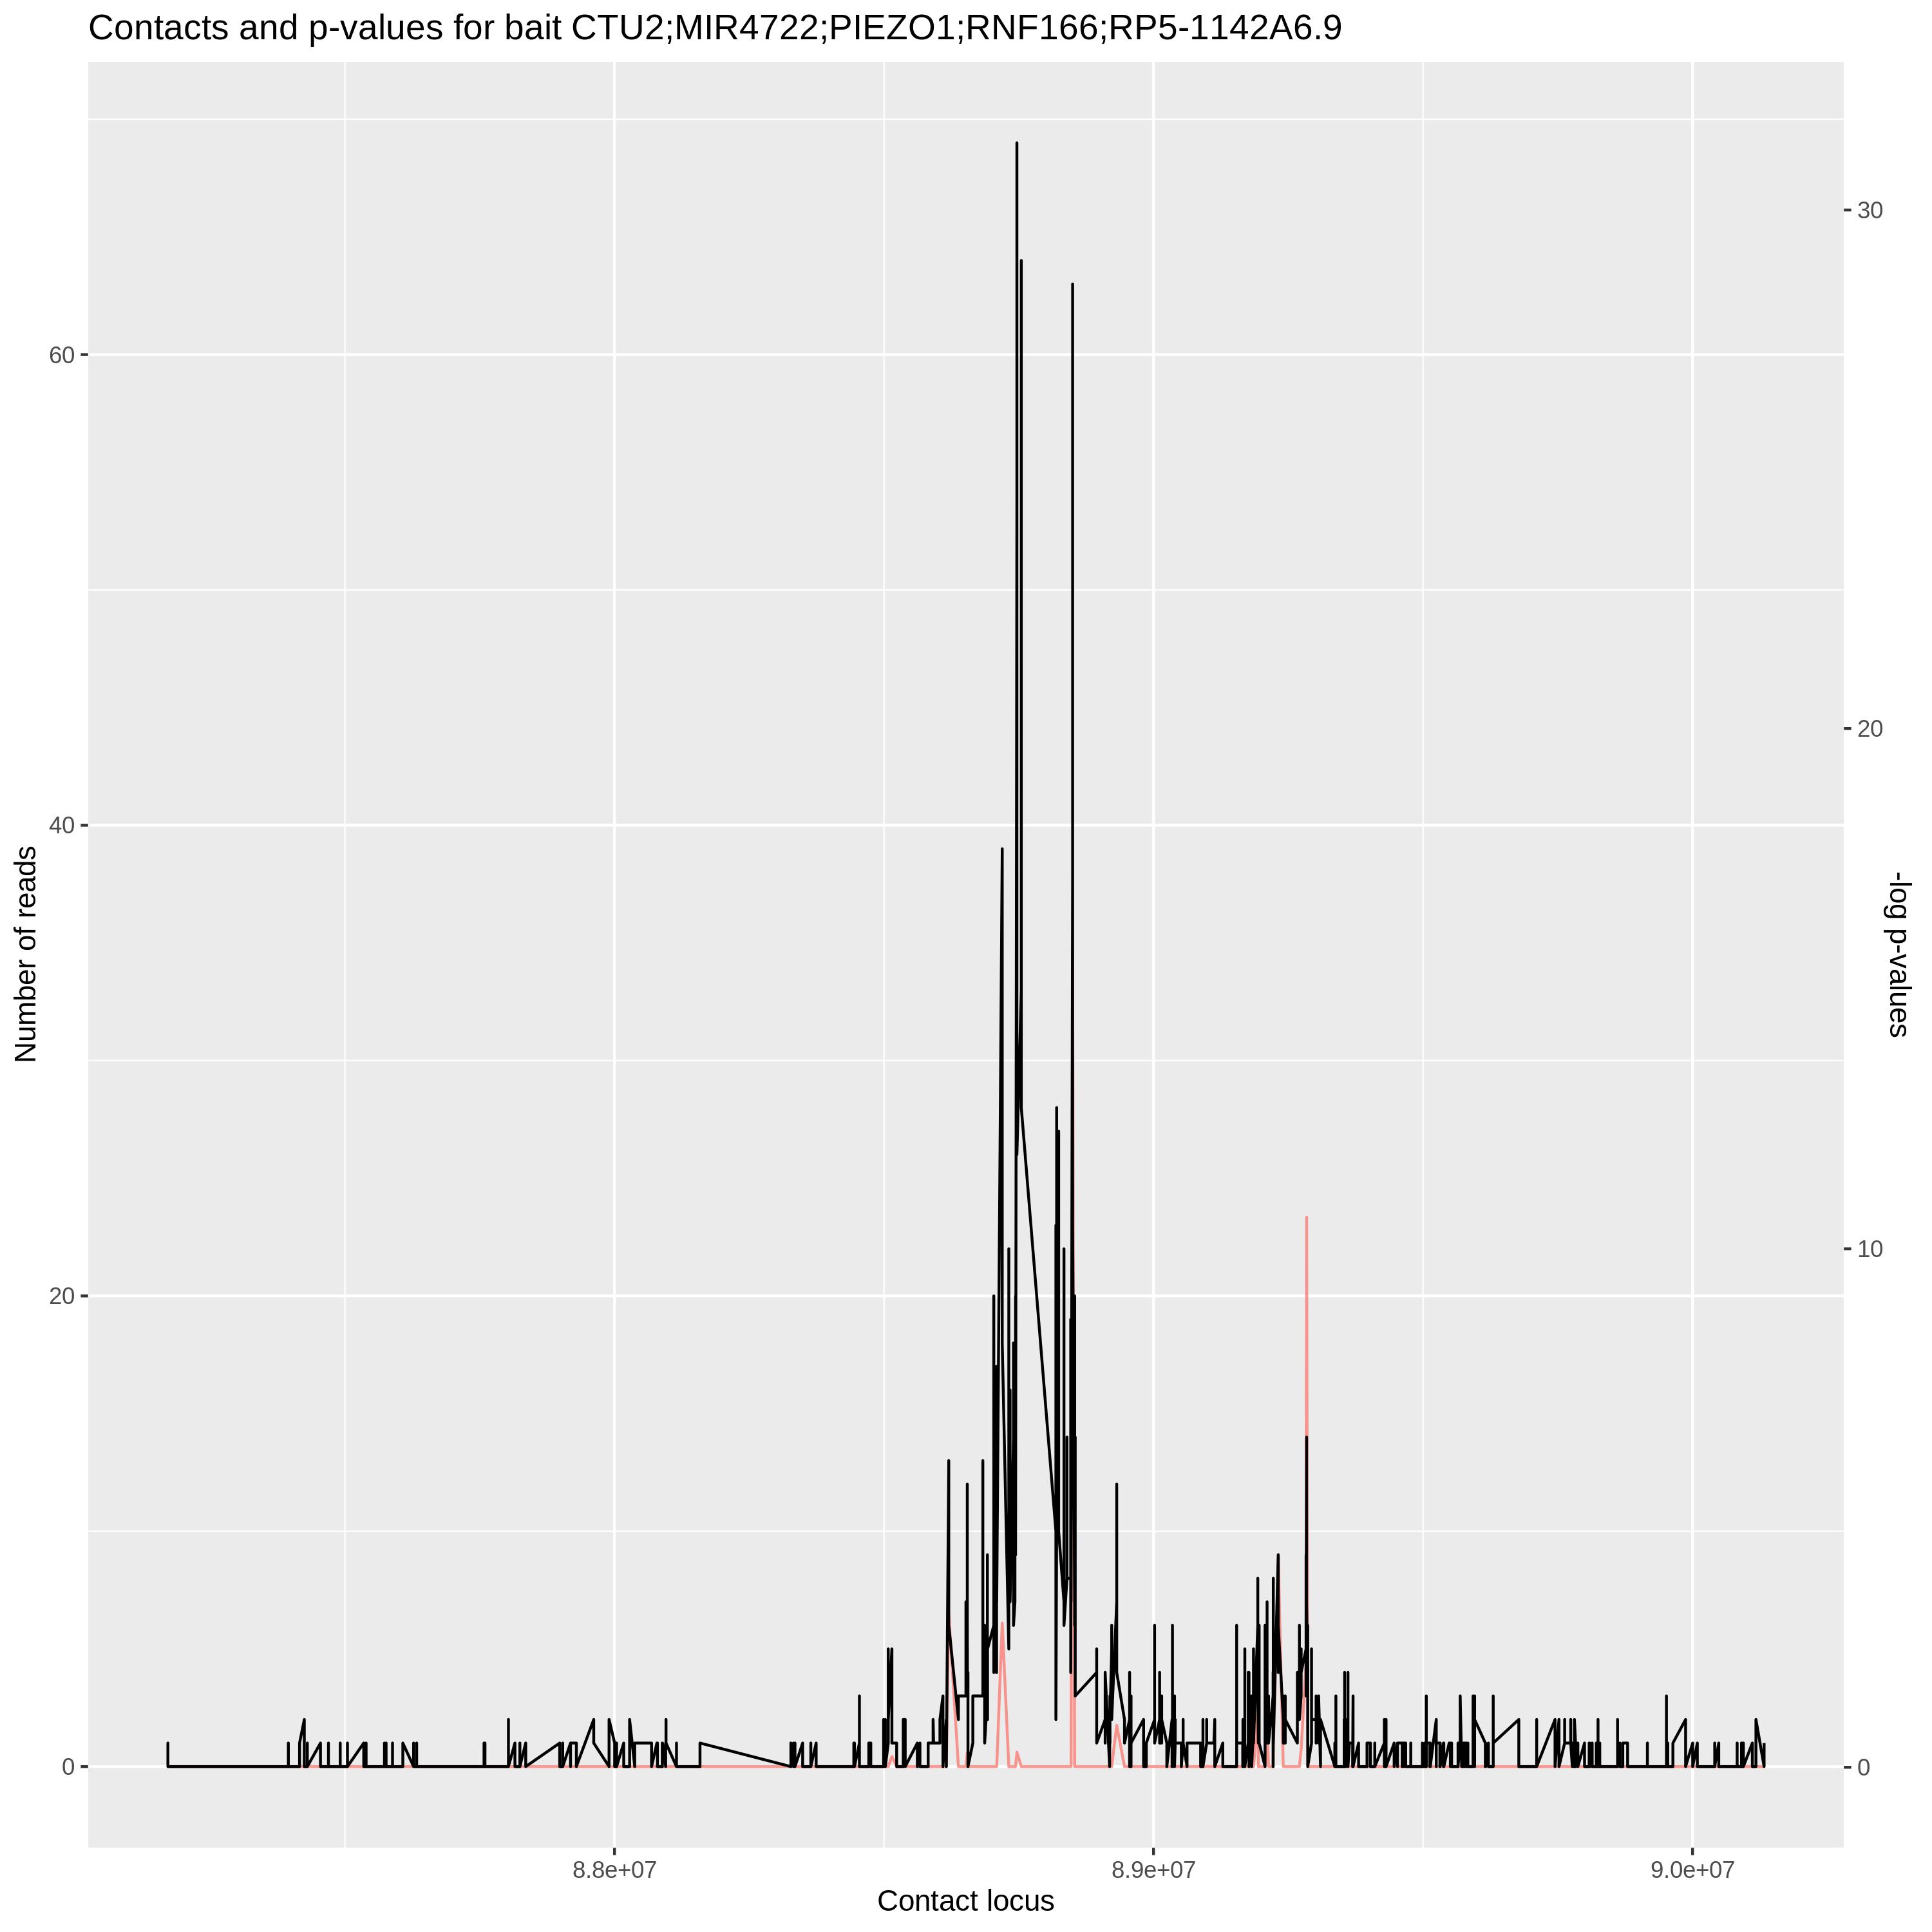 Contacts and p-values for bait CTU2;MIR4722;PIEZO1;RNF166;RP5-1142A6.9
30
60
20
40
Number of reads
-log p-values
10
20
0
0
8.8e+07
8.9e+07
9.0e+07
Contact locus